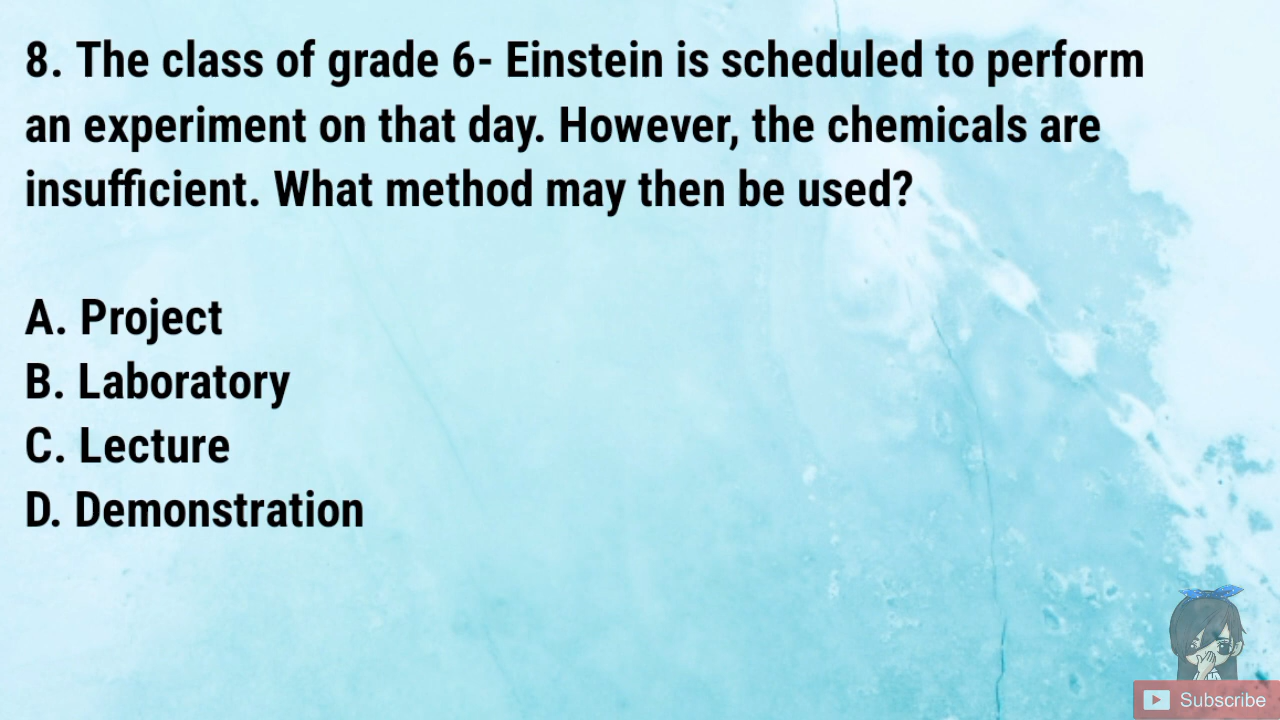 8. The class of grade 6- Einstein is scheduled to perform
an experiment on that day. However, the chemicals are
insufficient. What method may then be used?
A. Project
B. Laboratory
C. Lecture
D. Demonstration
Subscribe